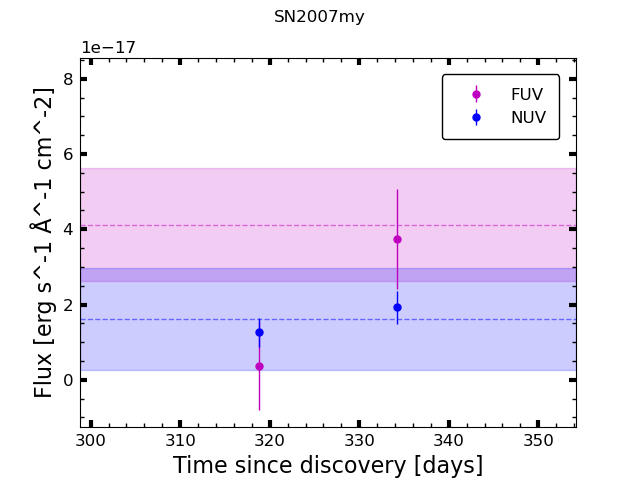 SN2007my
1e−17
FUV
NUV
8
6
4
2
0
Flux [erg s^-1 Å^-1 cm^-2]
300 310 320 330 340 350
Time since discovery [days]